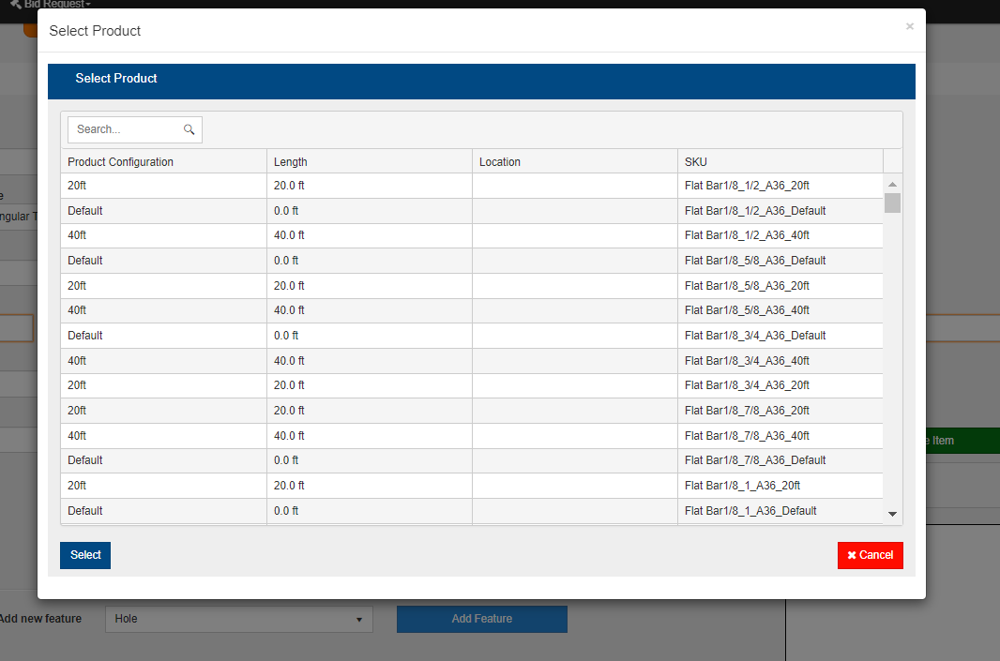 Bid Request
Select Product
×
Select Product
Search...
Product Configuration Length Location SKU
20ft 20.0 ft Flat Bar1/8_1/2_A36_20ft
Default 0.0 ft Flat Bar1/8_1/2_A36_Default
40ft 40.0 ft Flat Bar1/8_1/2_A36_40ft
Default 0.0 ft Flat Bar1/8_5/8_A36_Default
20ft 20.0 ft Flat Bar1/8_5/8_A36_20ft
40ft 40.0 ft Flat Bar1/8_5/8_A36_40ft
Default 0.0 ft Flat Bar1/8_3/4_A36_Default
40ft 40.0 ft Flat Bar1/8_3/4_A36_40ft
20ft 20.0 ft Flat Bar1/8_3/4_A36_20ft
20ft 20.0 ft Flat Bar1/8_7/8_A36_20ft
40ft 40.0 ft Flat Bar1/8_7/8_A36_40ft
Default 0.0 ft Flat Bar1/8_7/8_A36_Default
20ft 20.0 ft Flat Bar1/8_1_A36_20ft
Default 0.0 ft Flat Bar1/8_1_A36_Default
e
ngular T
e Item
Select
Cancel
Add new feature Hole Add Feature